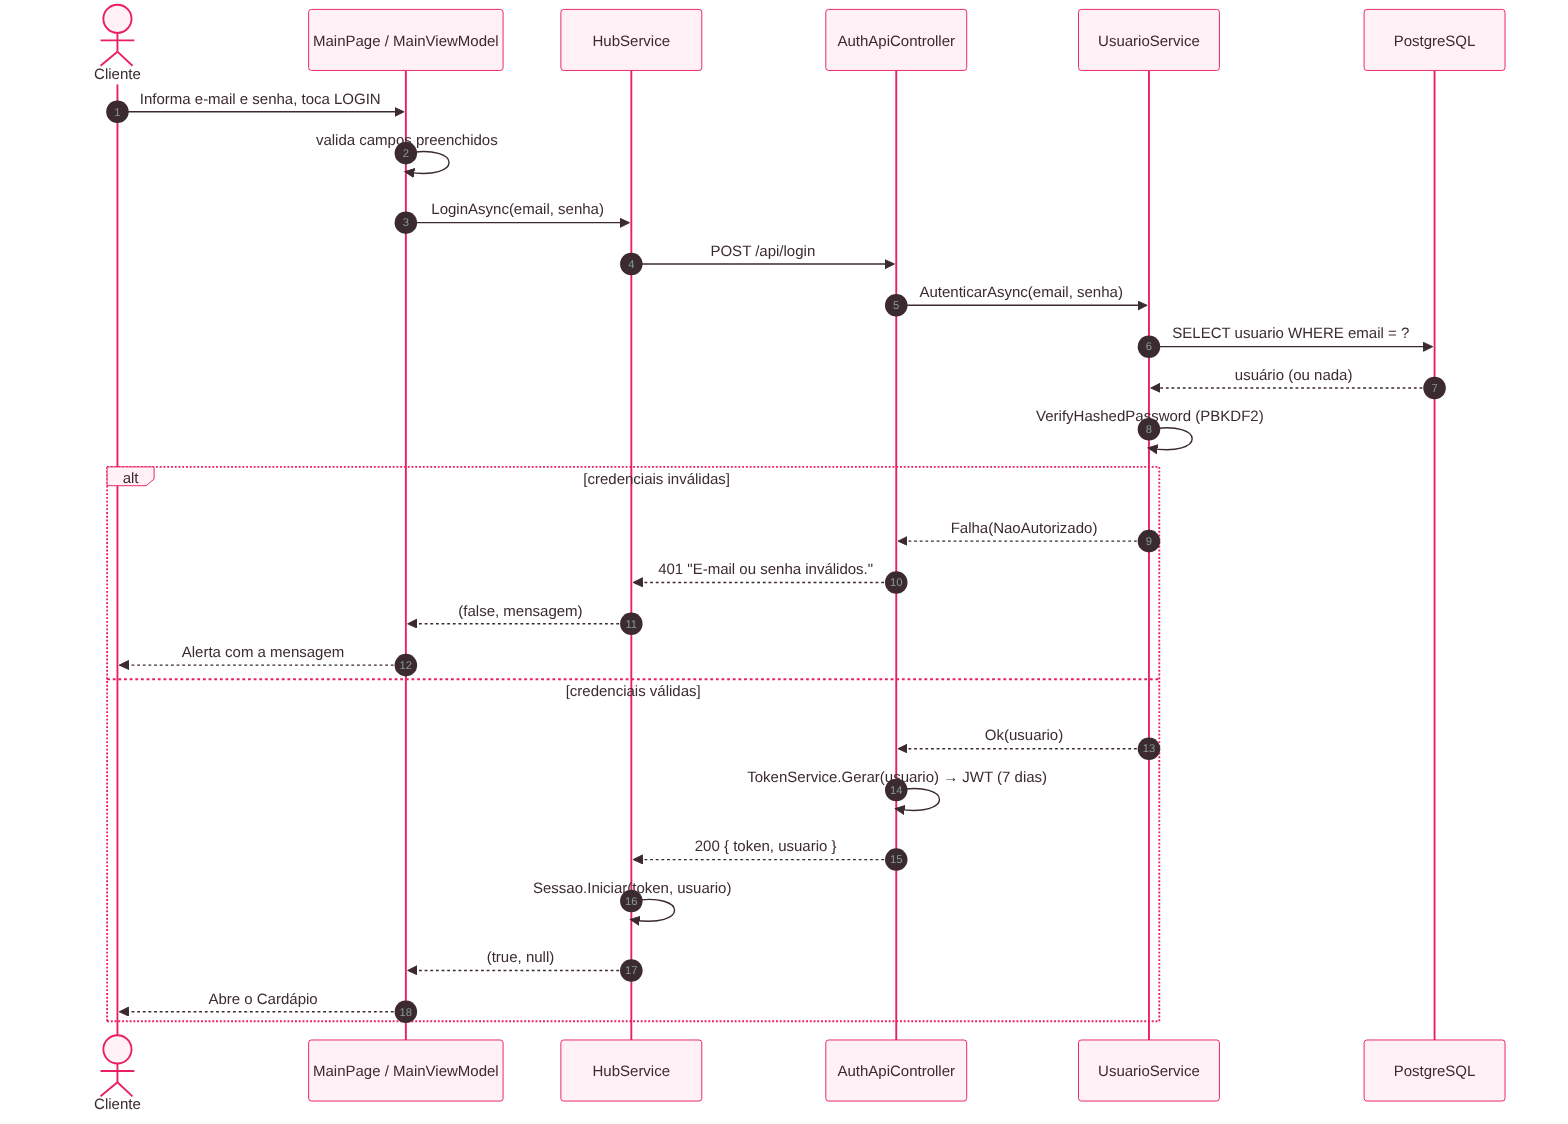 Cliente
MainPage / MainViewModel
HubService
AuthApiController
UsuarioService
PostgreSQL
1 Informa e-mail e senha, toca LOGIN
valida campos preenchidos
2
3 LoginAsync(email, senha)
4 POST /api/login
5 AutenticarAsync(email, senha)
6 SELECT usuario WHERE email = ?
usuário (ou nada) 7
VerifyHashedPassword (PBKDF2)
8
alt [credenciais inválidas]
Falha(NaoAutorizado) 9
401 "E-mail ou senha inválidos." 10
(false, mensagem) 11
Alerta com a mensagem 12
[credenciais válidas]
Ok(usuario) 13
TokenService.Gerar(usuario) → JWT (7 dias)
14
200 { token, usuario } 15
Sessao.Iniciar(token, usuario)
16
(true, null) 17
Abre o Cardápio 18
Cliente
MainPage / MainViewModel
HubService
AuthApiController
UsuarioService
PostgreSQL